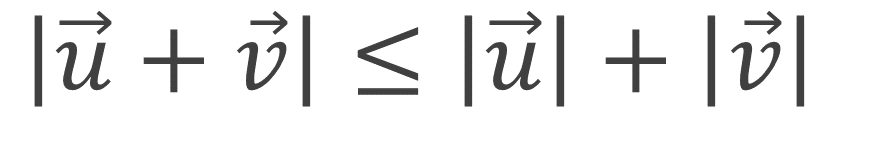 |u⃗ + v⃗| ≤ |u⃗| + |v⃗|